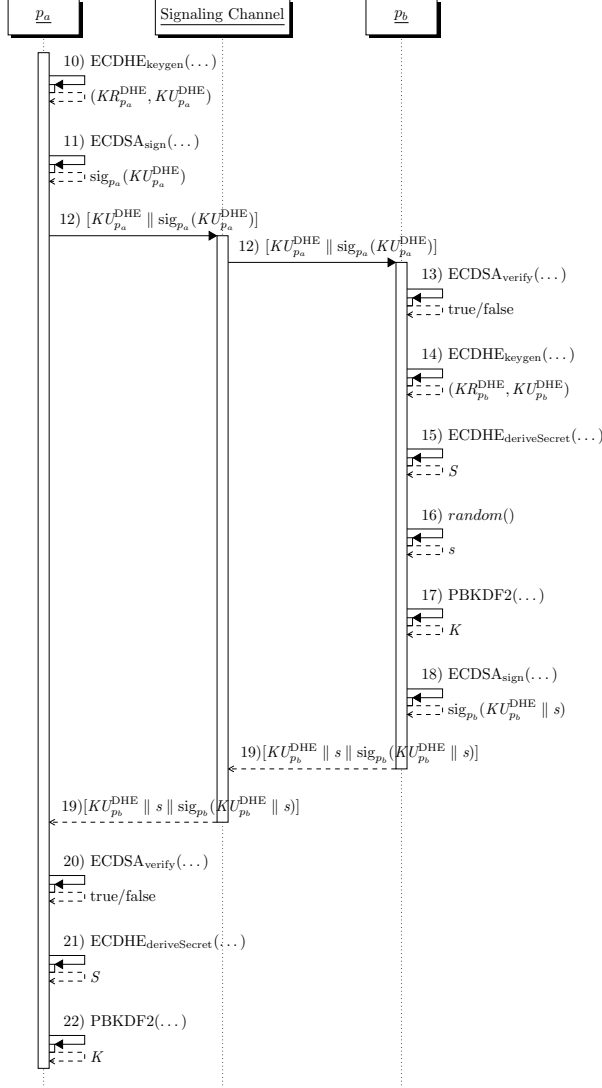 p_a Signaling Channel p_b
10) ECDHE_keygen(...)
(KR_{p_a}^{DHE}, KU_{p_a}^{DHE})
11) ECDSA_sign(...)
sig_{p_a}(KU_{p_a}^{DHE})
12) [KU_{p_a}^{DHE} ∥ sig_{p_a}(KU_{p_a}^{DHE})]
12) [KU_{p_a}^{DHE} ∥ sig_{p_a}(KU_{p_a}^{DHE})]
13) ECDSA_verify(...)
true/false
14) ECDHE_keygen(...)
(KR_{p_b}^{DHE}, KU_{p_b}^{DHE})
15) ECDHE_deriveSecret(...)
S
16) random()
s
17) PBKDF2(...)
K
18) ECDSA_sign(...)
sig_{p_b}(KU_{p_b}^{DHE} ∥ s)
19)[KU_{p_b}^{DHE} ∥ s ∥ sig_{p_b}(KU_{p_b}^{DHE} ∥ s)]
19)[KU_{p_b}^{DHE} ∥ s ∥ sig_{p_b}(KU_{p_b}^{DHE} ∥ s)]
20) ECDSA_verify(...)
true/false
21) ECDHE_deriveSecret(...)
S
22) PBKDF2(...)
K